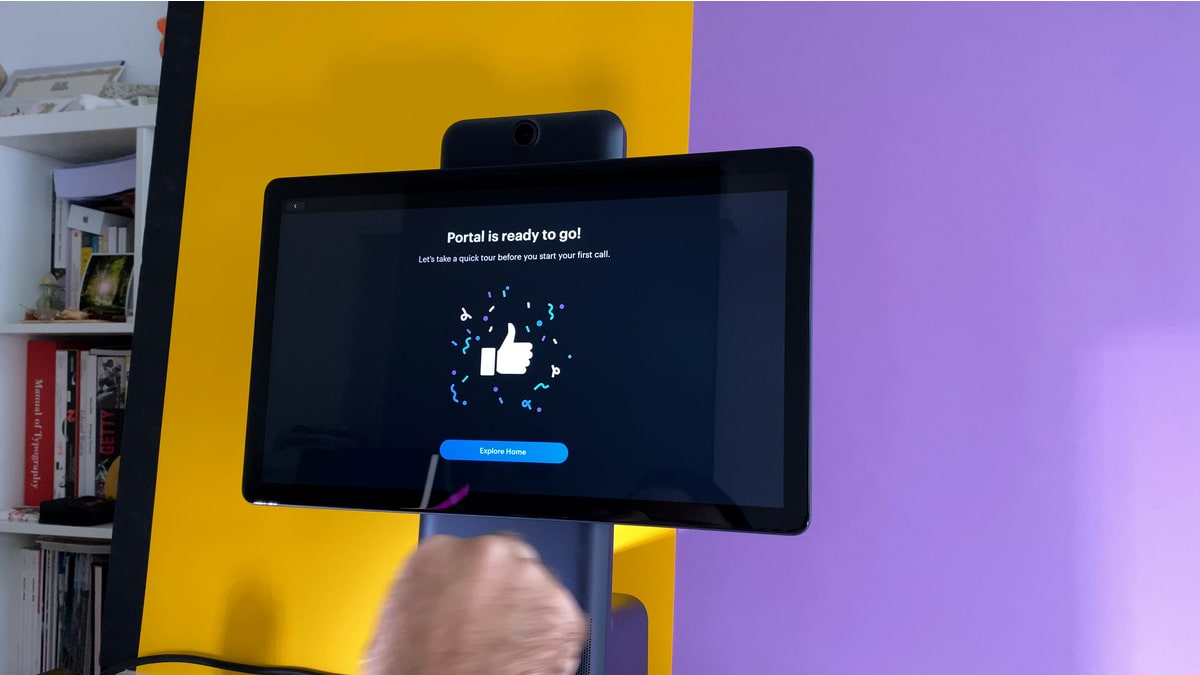 Portal is ready to go!
Let's take a quick tour before you start your first call.
Explore Home
Manual of Typography
GETTY